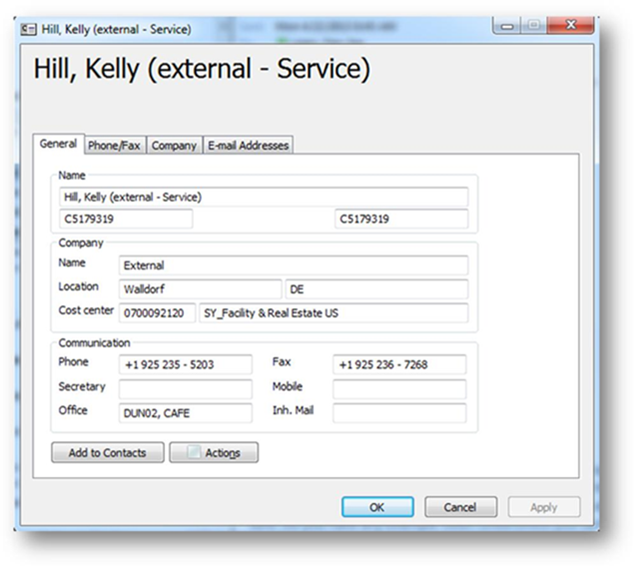 Hill, Kelly (external - Service)
Hill, Kelly (external - Service)
General Phone/Fax Company E-mail Addresses
Name
Hill, Kelly (external - Service)
C5179319 C5179319
Company
Name External
Location Walldorf DE
Cost center 0700092120 SY_Facility & Real Estate US
Communication
Phone +1 925 235 - 5203 Fax +1 925 236 - 7268
Secretary Mobile
Office DUN02, CAFE Inh. Mail
Add to Contacts Actions
OK Cancel Apply